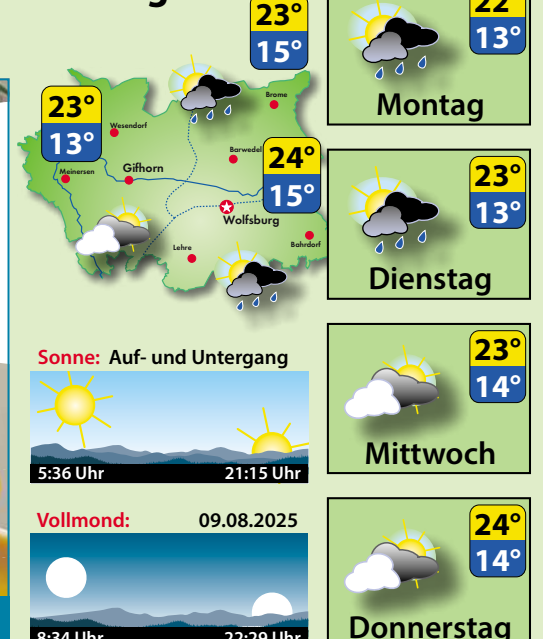 23°
15°
23°
13°
24°
15°
Wesendorf
Brome
Meinersen
Gifhorn
Barwedel
Wolfsburg
Lehre
Bahrdorf
Sonne: Auf- und Untergang
5:36 Uhr 21:15 Uhr
Vollmond: 09.08.2025
8:34 Uhr 22:29 Uhr
22°
13°
Montag
23°
13°
Dienstag
23°
14°
Mittwoch
24°
14°
Donnerstag